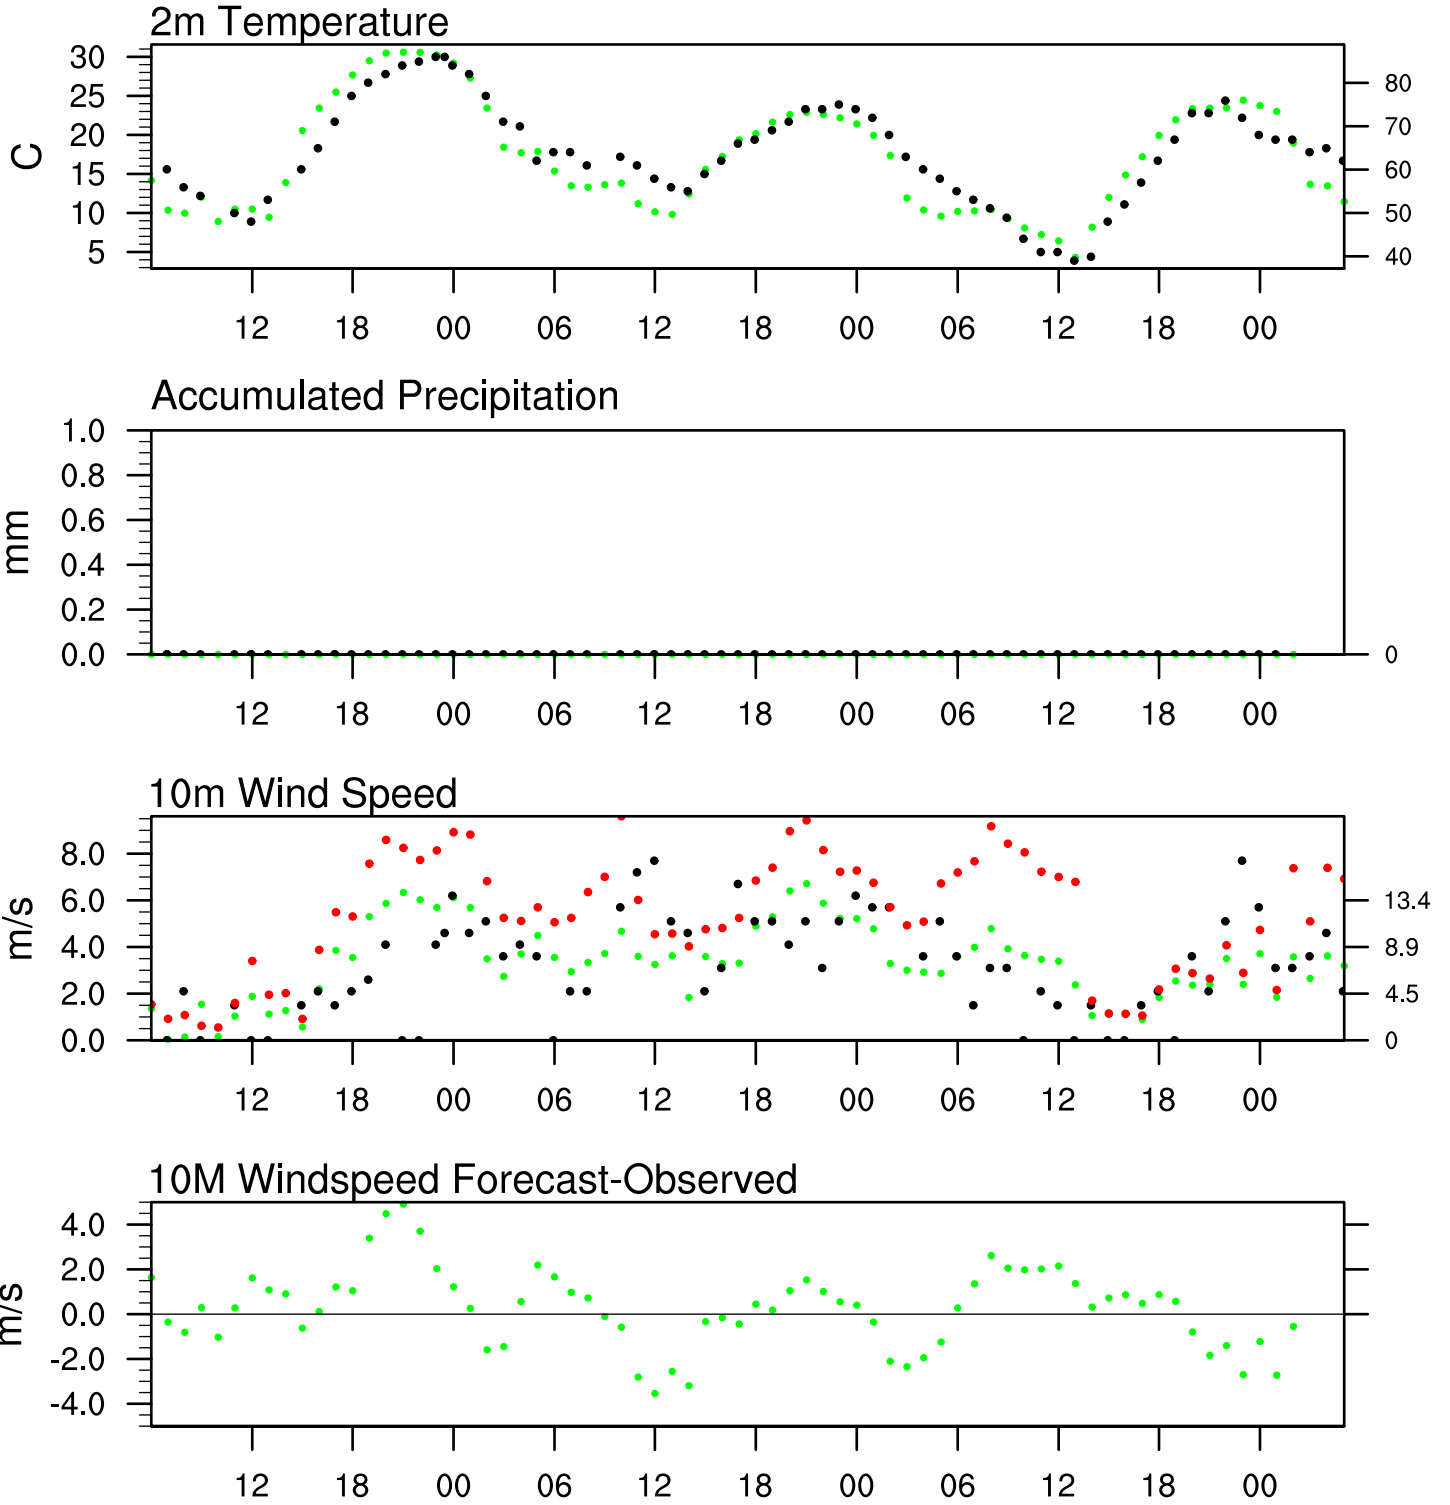 2m Temperature
30
25
20
15
10
5
C
80
70
60
50
40
12 18 00 06 12 18 00 06 12 18 00
Accumulated Precipitation
1.0
0.8
0.6
0.4
0.2
0.0
mm
0
12 18 00 06 12 18 00 06 12 18 00
10m Wind Speed
8.0
6.0
4.0
2.0
0.0
m/s
13.4
8.9
4.5
0
12 18 00 06 12 18 00 06 12 18 00
10M Windspeed Forecast-Observed
4.0
2.0
0.0
-2.0
-4.0
m/s
12 18 00 06 12 18 00 06 12 18 00